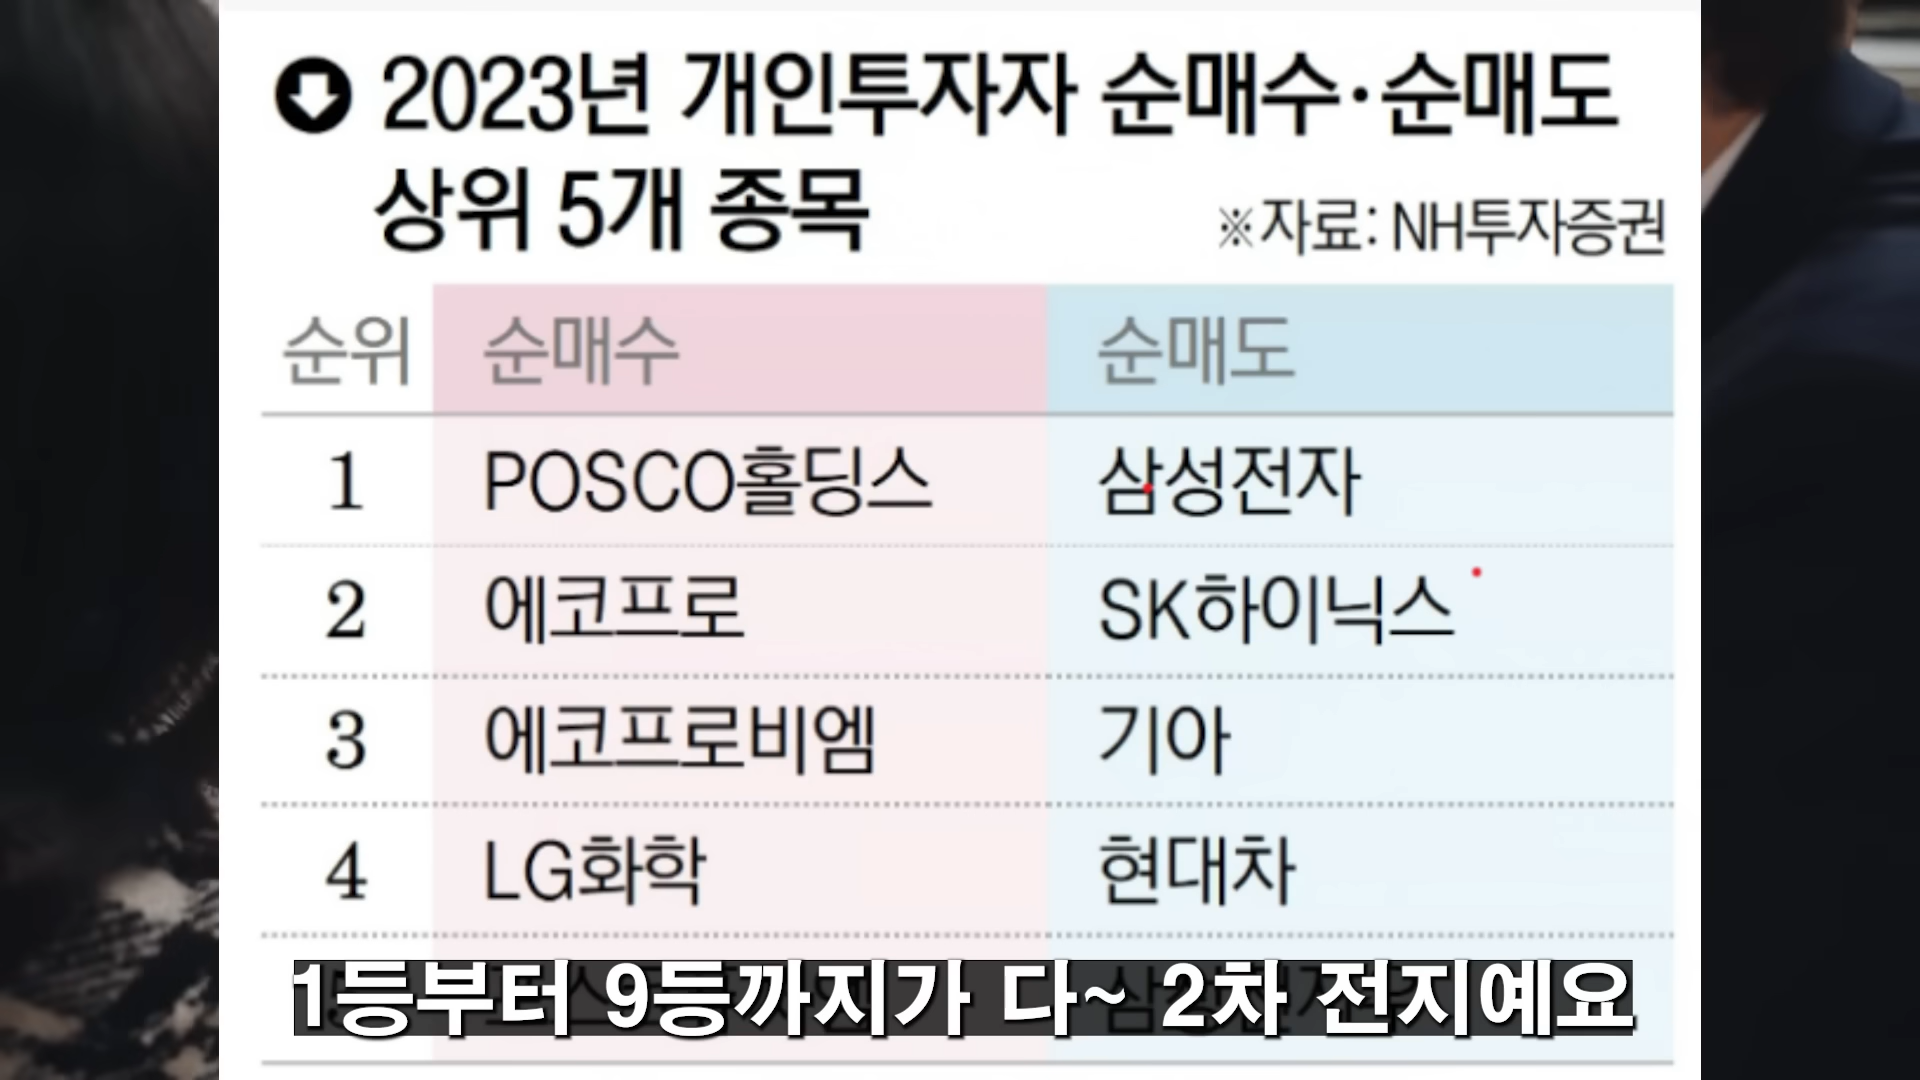 2023년 개인투자자 순매수·순매도
상위 5개 종목
※자료: NH투자증권
순위 순매수 순매도
1 POSCO홀딩스 삼성전자
2 에코프로 SK하이닉스
3 에코프로비엠 기아
4 LG화학 현대차
1등부터 9등까지가 다~ 2차 전지예요